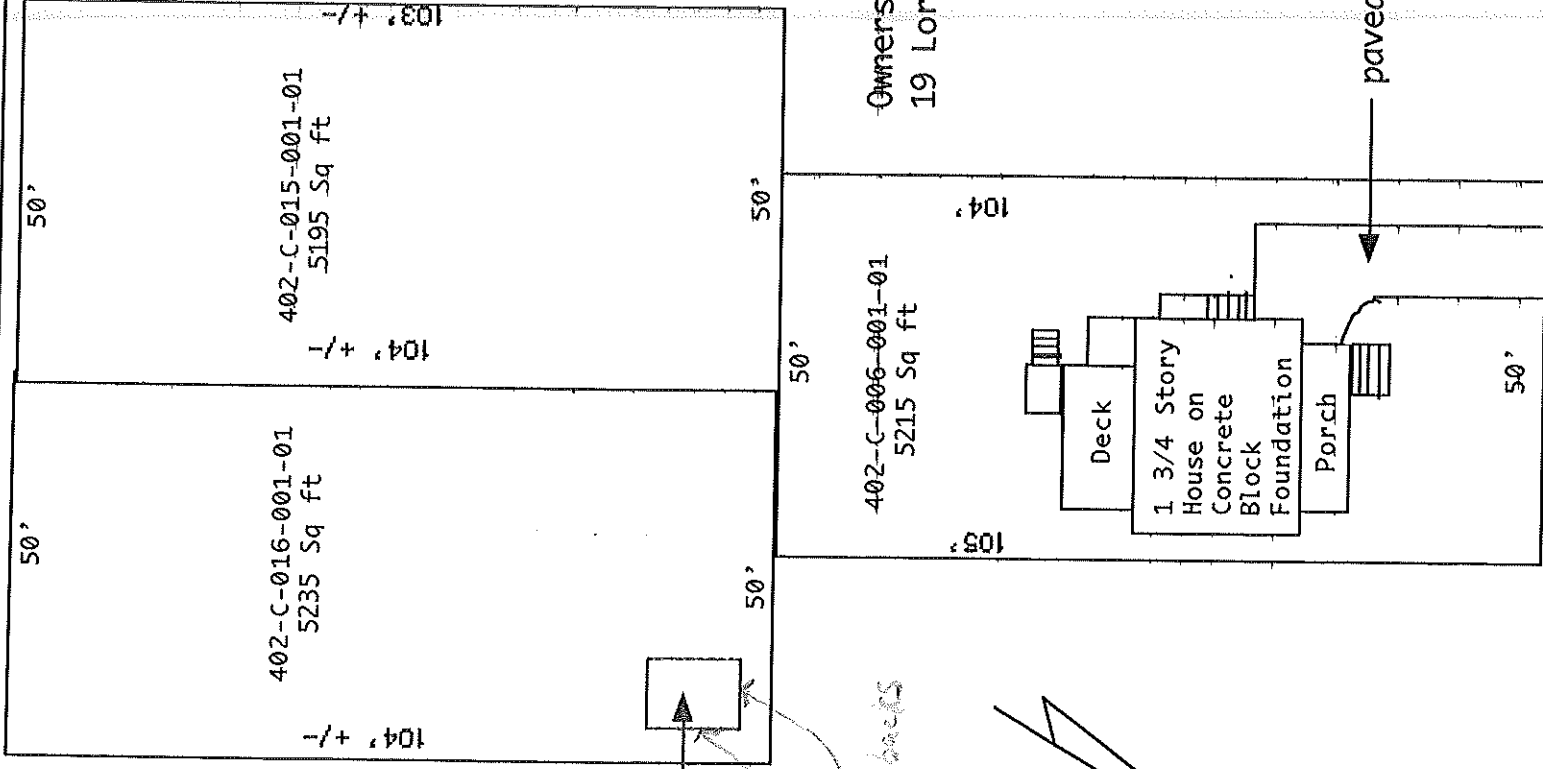 50'
50'
103' +/-
402-C-015-001-01
5195 Sq ft
104' +/-
50'
402-C-016-001-01
5235 Sq ft
50'
104' +/-
Owners
19 Lor
50'
104'
402-C-006-001-01
5215 Sq ft
105'
Deck
1 3/4 Story
House on
Concrete
Block
Foundation
Porch
paved
50'
backs